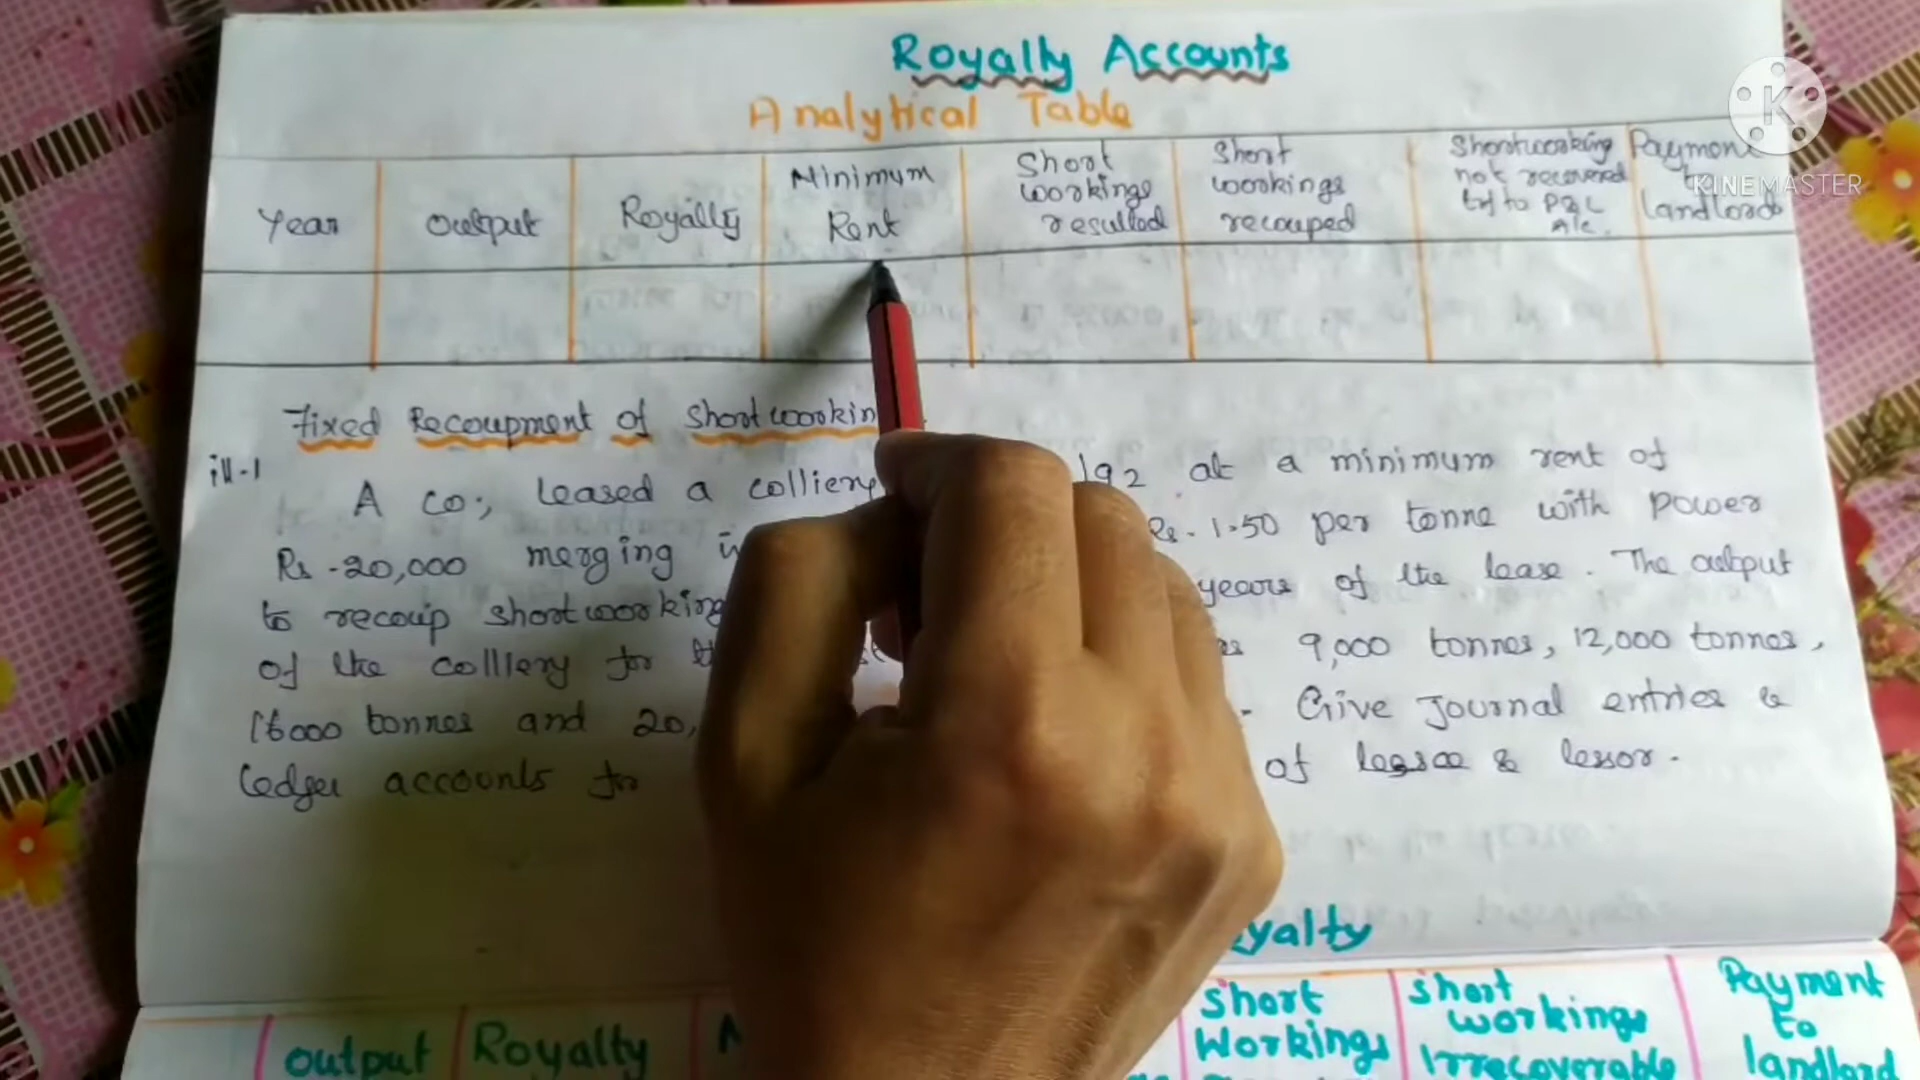 Royalty Accounts
Analytical Table
Year
Output
Royalty
Minimum
Rent
Short
workings
resulted
Short
workings
recouped
Shortworking
not recovered
trf to P&L
A/c.
Payment
to
landlord
KINEMASTER
Fixed Recoupment of Shortworkin
ill-1
A co., leased a colliery 192 at a minimum rent of
Rs.20,000 merging Rs. 1.50 per tonne with power
to recoup shortworking years of the lease. The output
of the colllery for 9,000 tonnes, 12,000 tonnes,
16000 tonnes and 20, Give Journal entries &
ledger accounts for of lessee & lessor.
yalty
output
Royalty
Short
Workings
Short
workings
Irrecoverable
Payment
to
landlord